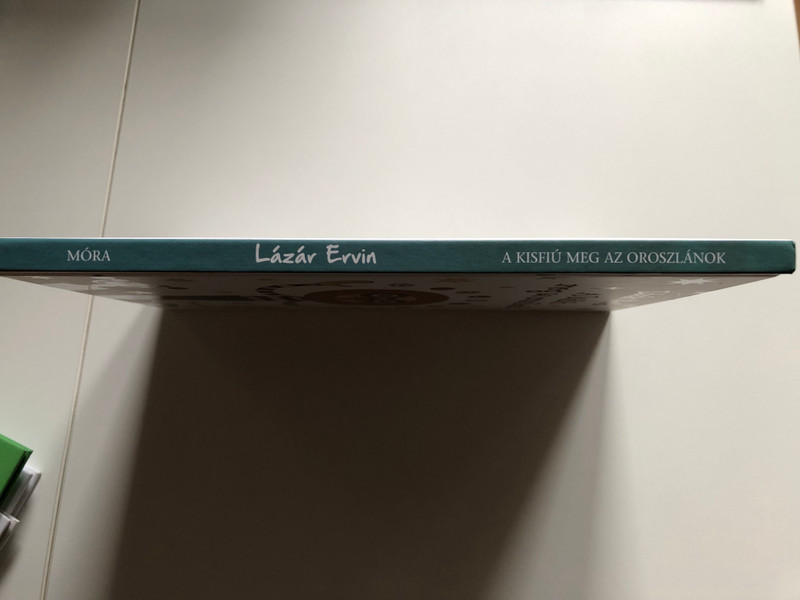 MÓRA
Lázár Ervin
A KISFIÚ MEG AZ OROSZLÁNOK